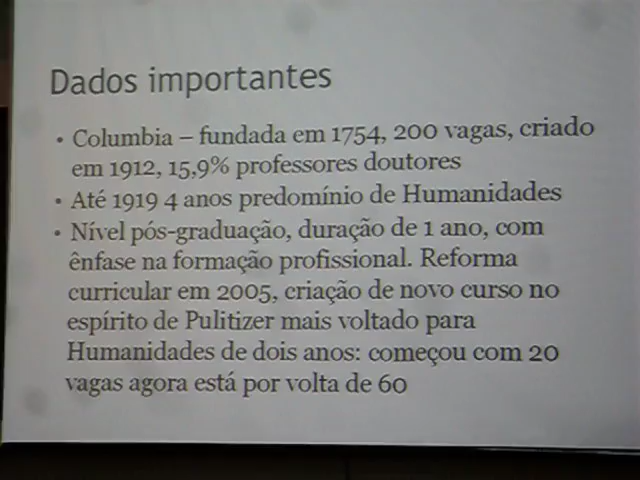 Dados importantes
• Columbia – fundada em 1754, 200 vagas, criado
em 1912, 15,9% professores doutores
• Até 1919 4 anos predomínio de Humanidades
• Nível pós-graduação, duração de 1 ano, com
ênfase na formação profissional. Reforma
curricular em 2005, criação de novo curso no
espírito de Pulitizer mais voltado para
Humanidades de dois anos: começou com 20
vagas agora está por volta de 60